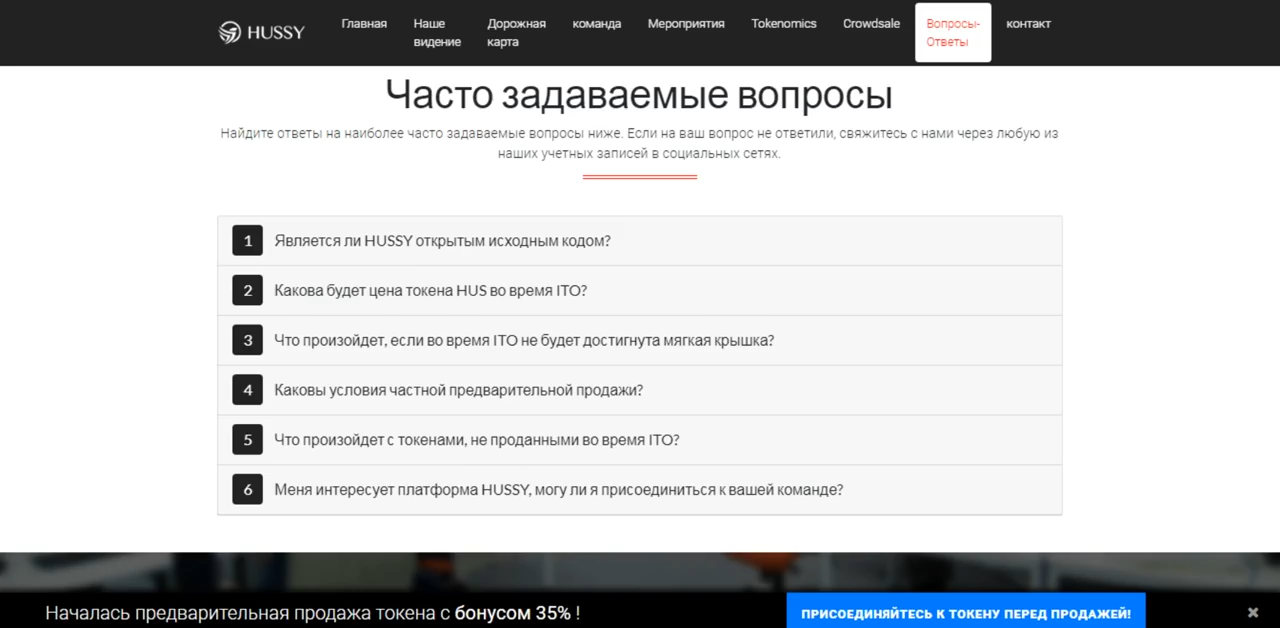 HUSSY
Главная
Наше
видение
Дорожная
карта
команда
Мероприятия
Tokenomics
Crowdsale
Вопросы-
Ответы
контакт
Часто задаваемые вопросы
Найдите ответы на наиболее часто задаваемые вопросы ниже. Если на ваш вопрос не ответили, свяжитесь с нами через любую из
наших учетных записей в социальных сетях.
1 Является ли HUSSY открытым исходным кодом?
2 Какова будет цена токена HUS во время ITO?
3 Что произойдет, если во время ITO не будет достигнута мягкая крышка?
4 Каковы условия частной предварительной продажи?
5 Что произойдет с токенами, не проданными во время ITO?
6 Меня интересует платформа HUSSY, могу ли я присоединиться к вашей команде?
Началась предварительная продажа токена с бонусом 35% !
ПРИСОЕДИНЯЙТЕСЬ К ТОКЕНУ ПЕРЕД ПРОДАЖЕЙ!